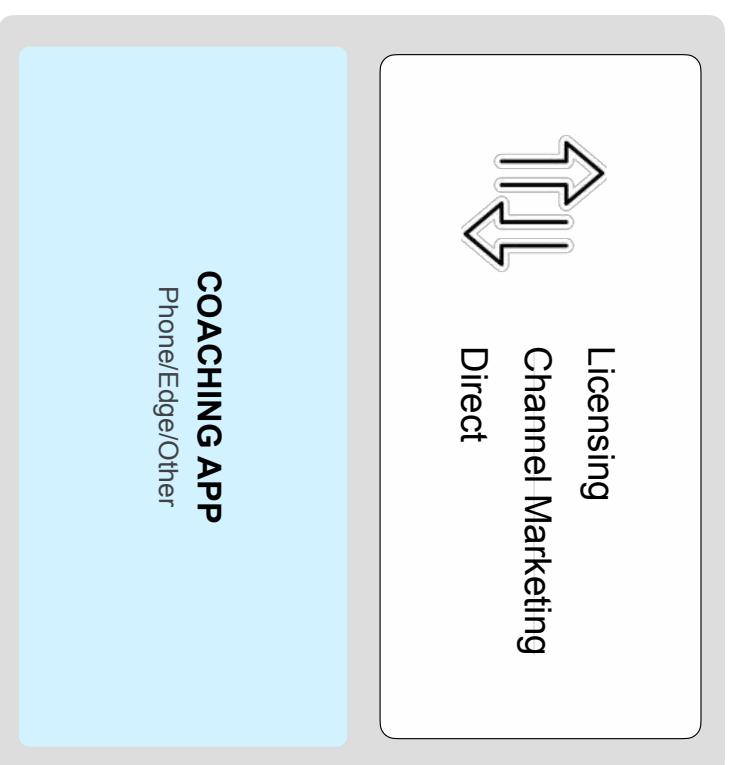 Licensing
Channel Marketing
Direct
COACHING APP
Phone/Edge/Other